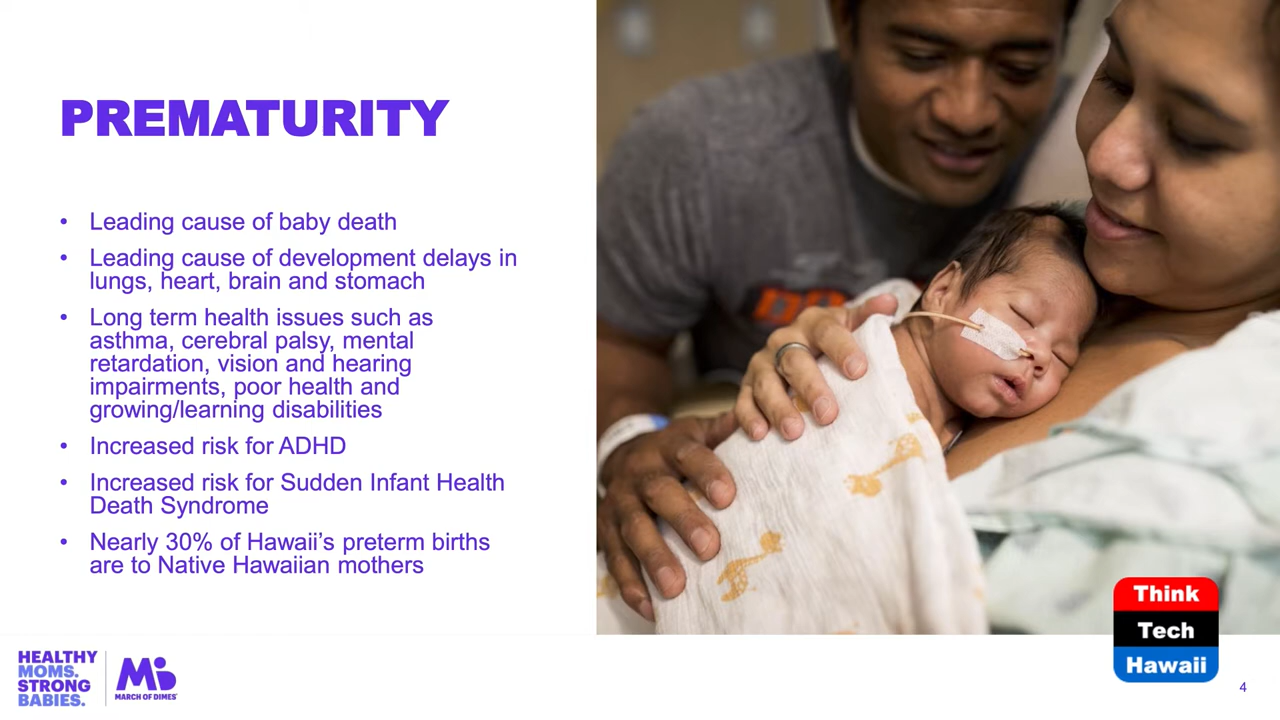 PREMATURITY
• Leading cause of baby death
• Leading cause of development delays in
lungs, heart, brain and stomach
• Long term health issues such as
asthma, cerebral palsy, mental
retardation, vision and hearing
impairments, poor health and
growing/learning disabilities
• Increased risk for ADHD
• Increased risk for Sudden Infant Health
Death Syndrome
• Nearly 30% of Hawaii's preterm births
are to Native Hawaiian mothers
HEALTHY
MOMS.
STRONG
BABIES.
MARCH OF DIMES
Think
Tech
Hawaii
4